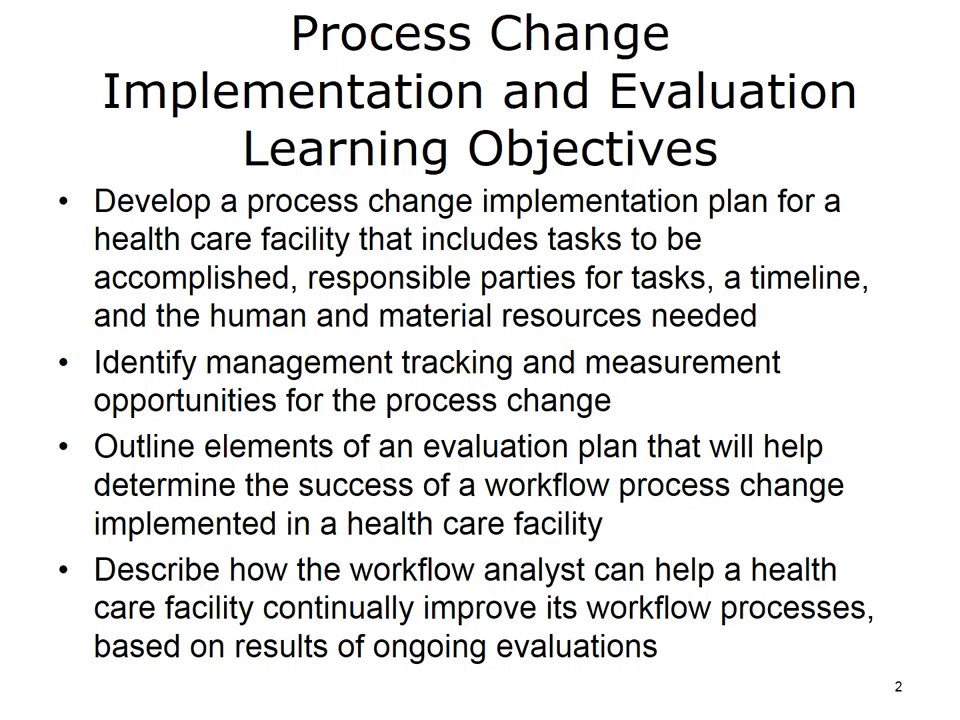 Process Change
Implementation and Evaluation
Learning Objectives
• Develop a process change implementation plan for a
health care facility that includes tasks to be
accomplished, responsible parties for tasks, a timeline,
and the human and material resources needed
• Identify management tracking and measurement
opportunities for the process change
• Outline elements of an evaluation plan that will help
determine the success of a workflow process change
implemented in a health care facility
• Describe how the workflow analyst can help a health
care facility continually improve its workflow processes,
based on results of ongoing evaluations
2